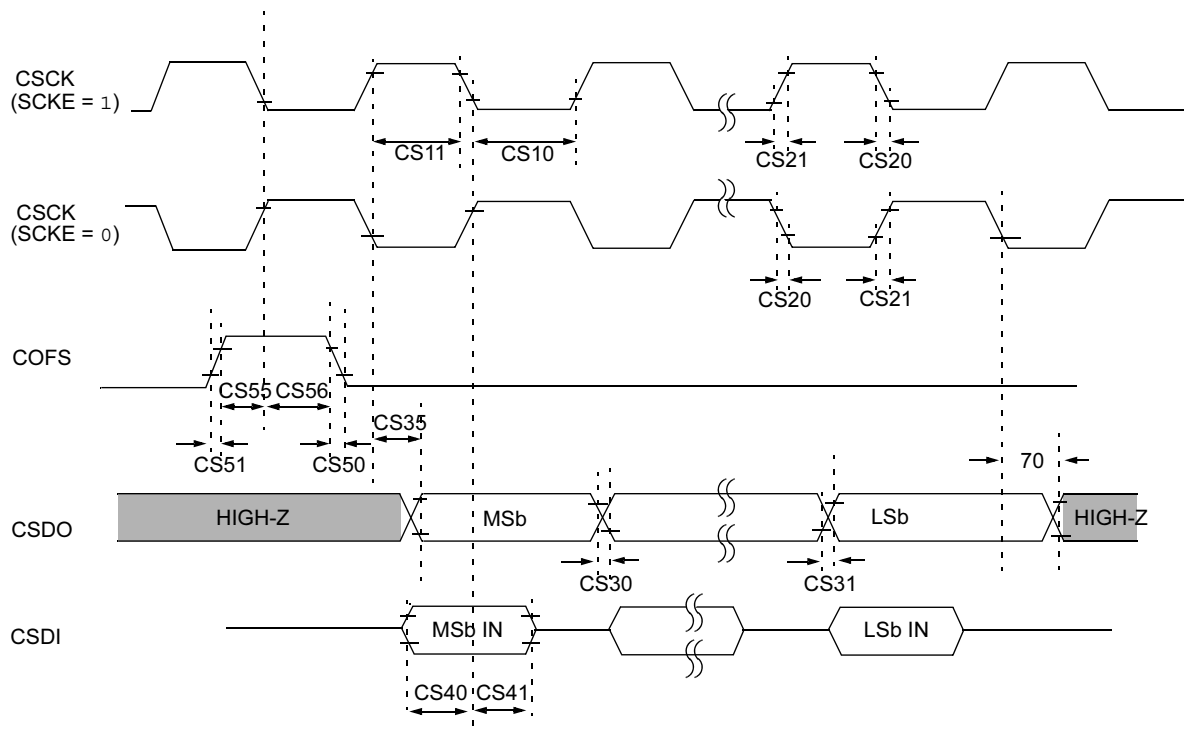 CSCK
(SCKE = 1)
CS11
CS10
CS21
CS20
CSCK
(SCKE = 0)
CS20
CS21
COFS
CS55
CS56
CS35
CS51
CS50
70
CSDO
HIGH-Z
MSb
LSb
HIGH-Z
CS30
CS31
CSDI
MSb IN
LSb IN
CS40
CS41